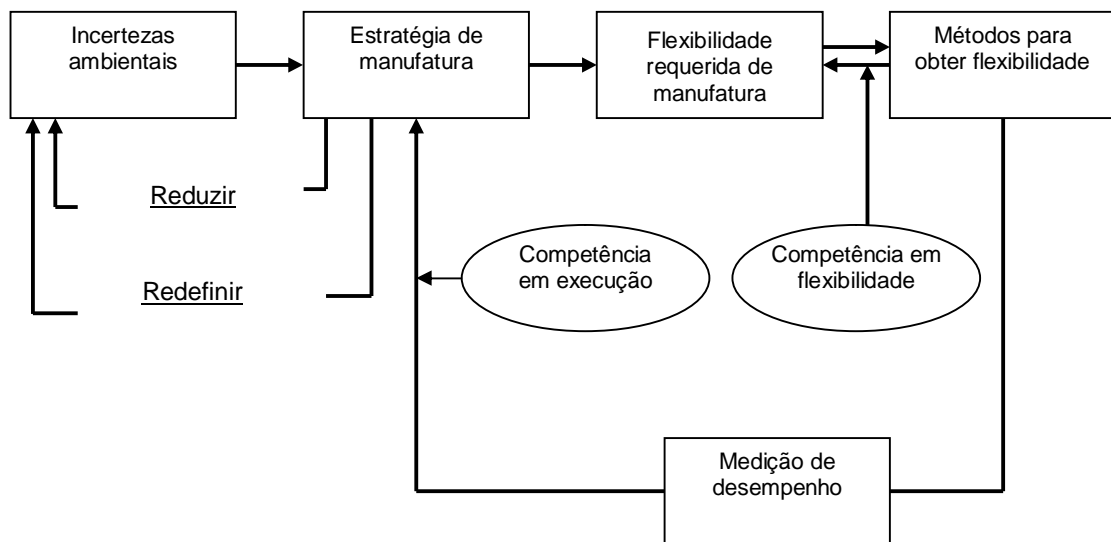 Incertezas
ambientais
Estratégia de
manufatura
Flexibilidade
requerida de
manufatura
Métodos para
obter flexibilidade
Reduzir
Redefinir
Competência
em execução
Competência em
flexibilidade
Medição de
desempenho